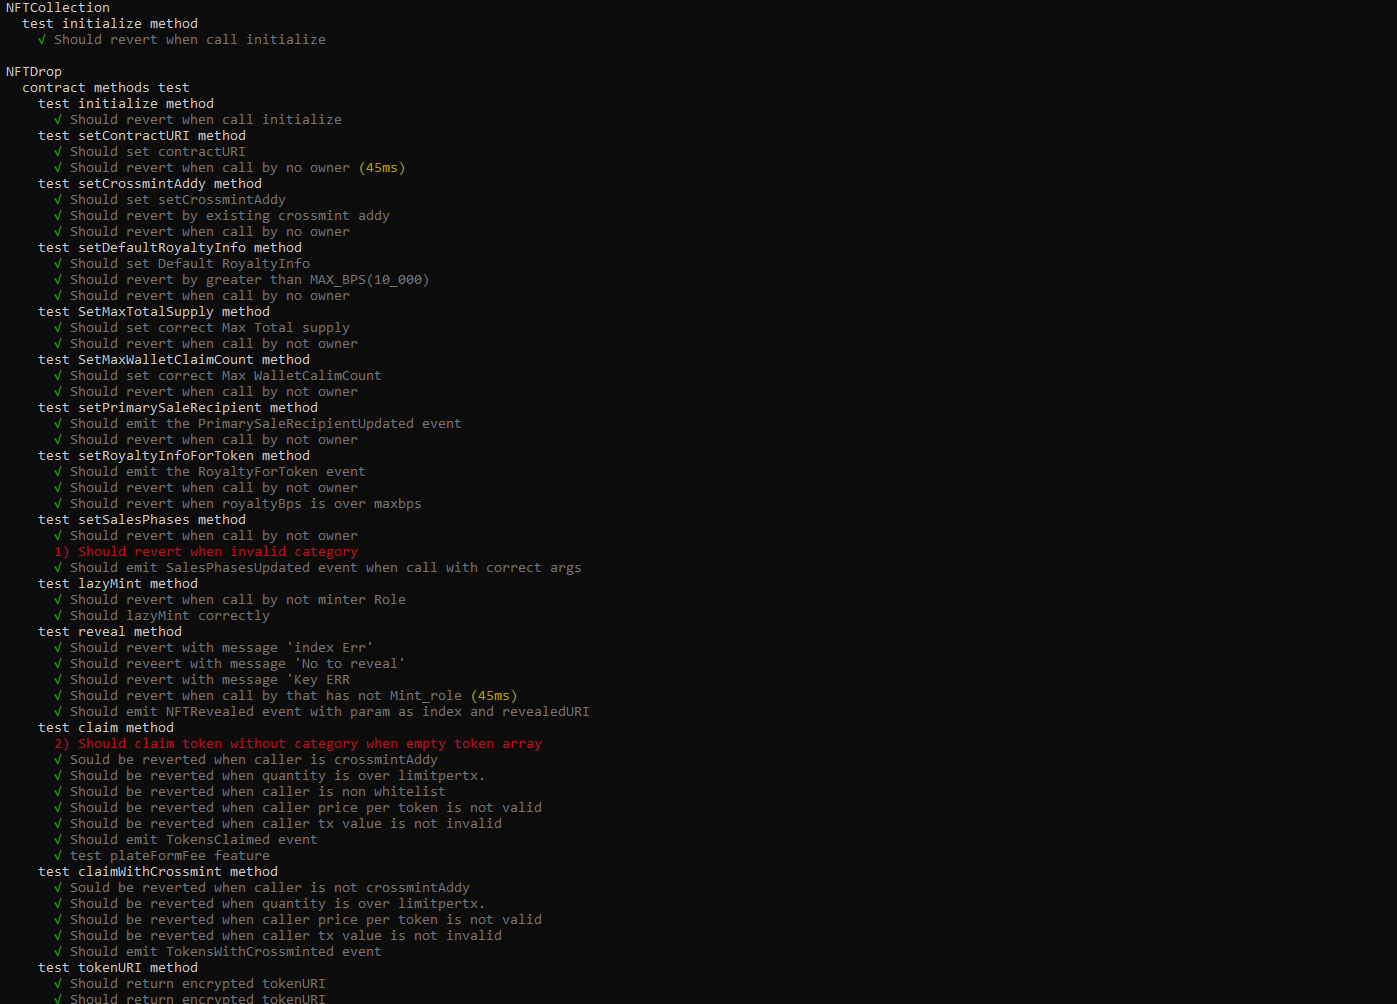 NFTCollection
test initialize method
√ Should revert when call initialize
NFTDrop
contract methods test
test initialize method
√ Should revert when call initialize
test setContractURI method
√ Should set contractURI
√ Should revert when call by no owner (45ms)
test setCrossmintAddy method
√ Should set setCrossmintAddy
√ Should revert by existing crossmint addy
√ Should revert when call by no owner
test setDefaultRoyaltyInfo method
√ Should set Default RoyaltyInfo
√ Should revert by greater than MAX_BPS(10_000)
√ Should revert when call by no owner
test SetMaxTotalSupply method
√ Should set correct Max Total supply
√ Should revert when call by not owner
test SetMaxWalletClaimCount method
√ Should set correct Max WalletCalimCount
√ Should revert when call by not owner
test setPrimarySaleRecipient method
√ Should emit the PrimarySaleRecipientUpdated event
√ Should revert when call by not owner
test setRoyaltyInfoForToken method
√ Should emit the RoyaltyForToken event
√ Should revert when call by not owner
√ Should revert when royaltyBps is over maxbps
test setSalesPhases method
√ Should revert when call by not owner
1) Should revert when invalid category
√ Should emit SalesPhasesUpdated event when call with correct args
test lazyMint method
√ Should revert when call by not minter Role
√ Should lazyMint correctly
test reveal method
√ Should revert with message 'index Err'
√ Should reveert with message 'No to reveal'
√ Should revert with message 'Key ERR
√ Should revert when call by that has not Mint_role (45ms)
√ Should emit NFTRevealed event with param as index and revealedURI
test claim method
2) Should claim token without category when empty token array
√ Sould be reverted when caller is crossmintAddy
√ Should be reverted when quantity is over limitpertx.
√ Should be reverted when caller is non whitelist
√ Should be reverted when caller price per token is not valid
√ Should be reverted when caller tx value is not invalid
√ Should emit TokensClaimed event
√ test plateFormFee feature
test claimWithCrossmint method
√ Sould be reverted when caller is not crossmintAddy
√ Should be reverted when quantity is over limitpertx.
√ Should be reverted when caller price per token is not valid
√ Should be reverted when caller tx value is not invalid
√ Should emit TokensWithCrossminted event
test tokenURI method
√ Should return encrypted tokenURI
√ Should return encrypted tokenURI